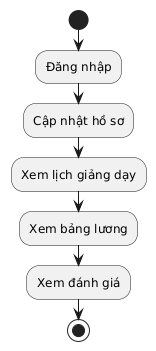 Đăng nhập
Cập nhật hồ sơ
Xem lịch giảng dạy
Xem bảng lương
Xem đánh giá